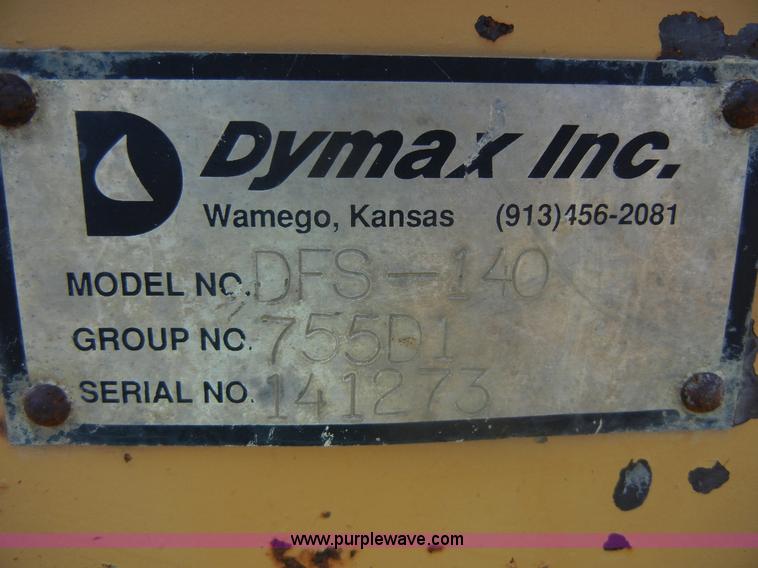 Dymax Inc.
Wamego, Kansas (913)456-2081
MODEL NO. DFS-140
GROUP NO. 755D1
SERIAL NO. 141273
www.purplewave.com